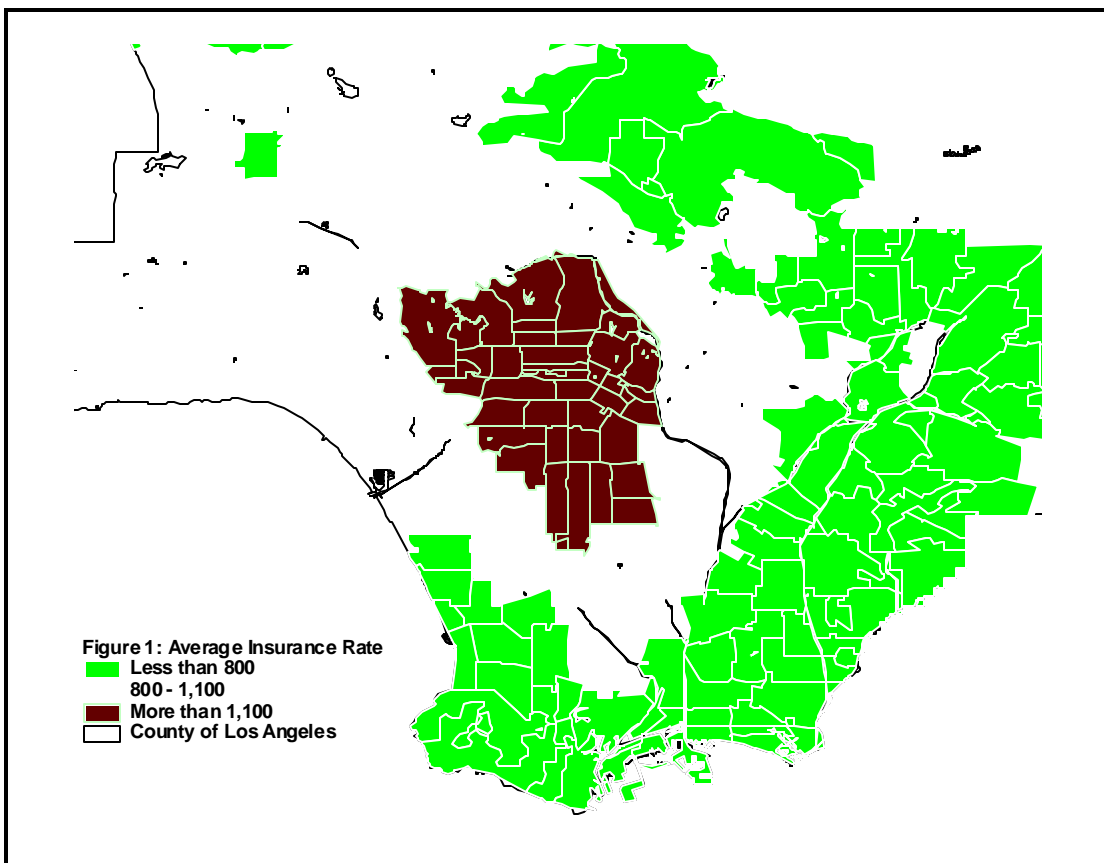 Figure 1: Average Insurance Rate
Less than 800
800 - 1,100
More than 1,100
County of Los Angeles